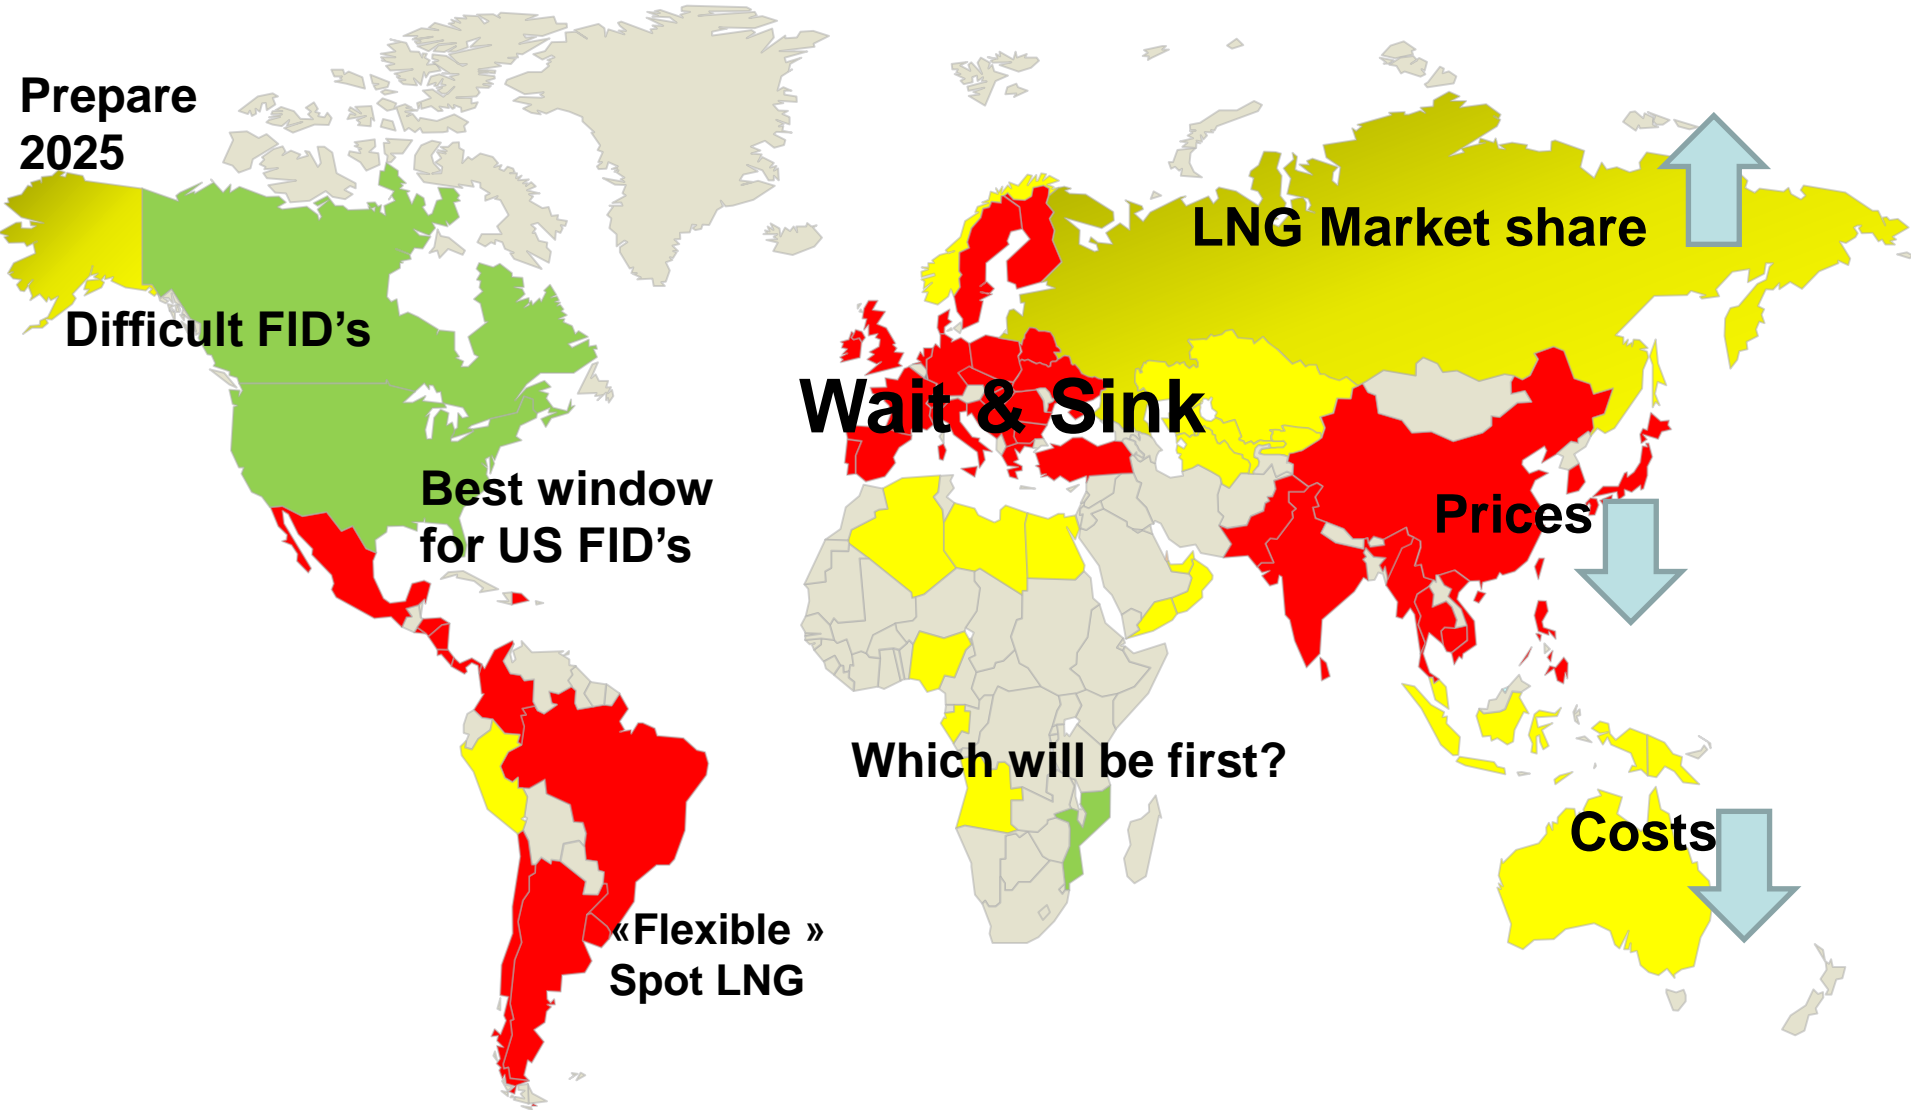 Prepare
2025
LNG Market share
Difficult FID’s
Wait & Sink
Best window
for US FID’s
Prices
Which will be first?
Costs
«Flexible »
Spot LNG